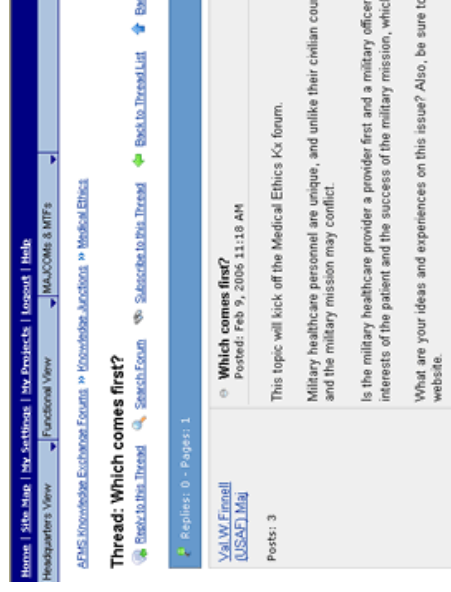 Home | Site Map | My Settings | My Projects | Logout | Help
Headquarters View Functional View MAJCOMs & MTFs
AFMS Knowledge Exchange Forums » Knowledge Junctions » Medical Ethics
Thread: Which comes first?
Reply to this Thread Search Forum Subscribe to this Thread Back to Thread List
Replies: 0 - Pages: 1
Val.W.Finnell
(USAF) Maj
Posts: 3
Which comes first?
Posted: Feb 9, 2006 11:18 AM
This topic will kick off the Medical Ethics Kx forum.
Military healthcare personnel are unique, and unlike their civilian
and the military mission may conflict.
Is the military healthcare provider a provider first and a military officer
interests of the patient and the success of the military mission,
What are your ideas and experiences on this issue? Also, be sure to
website.